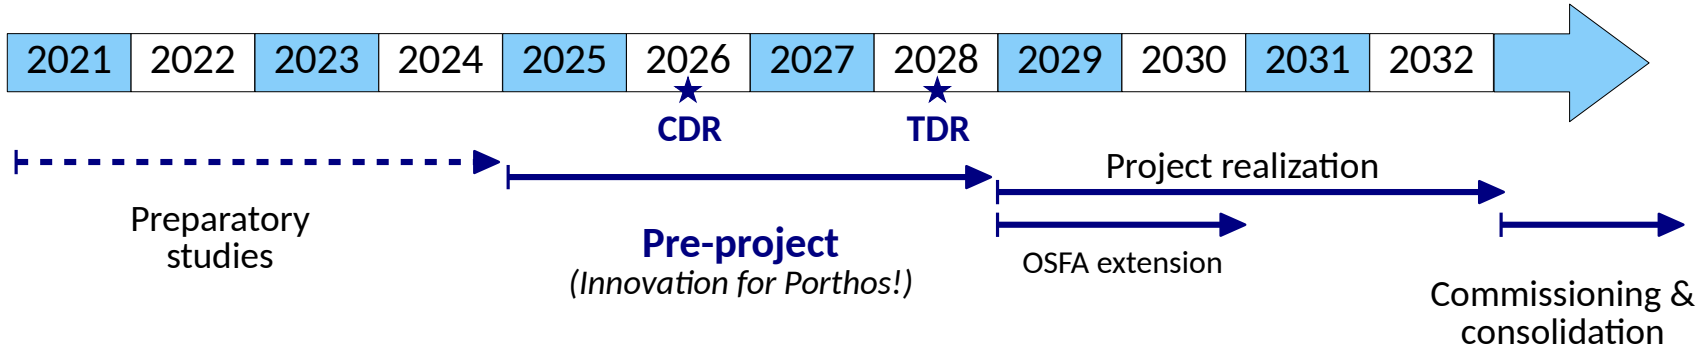 2021 2022 2023 2024 2025 2026 2027 2028 2029 2030 2031 2032
CDR TDR
Project realization
Preparatory
studies
Pre-project
(Innovation for Porthos!)
OSFA extension
Commissioning &
consolidation